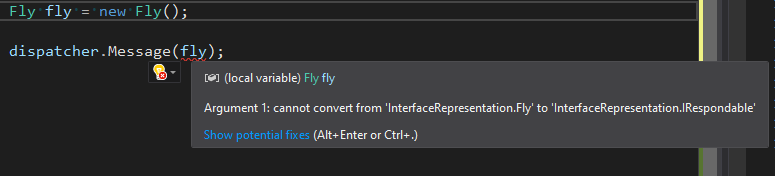 Fly fly = new Fly();
dispatcher.Message(fly);
(local variable) Fly fly
Argument 1: cannot convert from 'InterfaceRepresentation.Fly' to 'InterfaceRepresentation.IRespondable'
Show potential fixes (Alt+Enter or Ctrl+.)